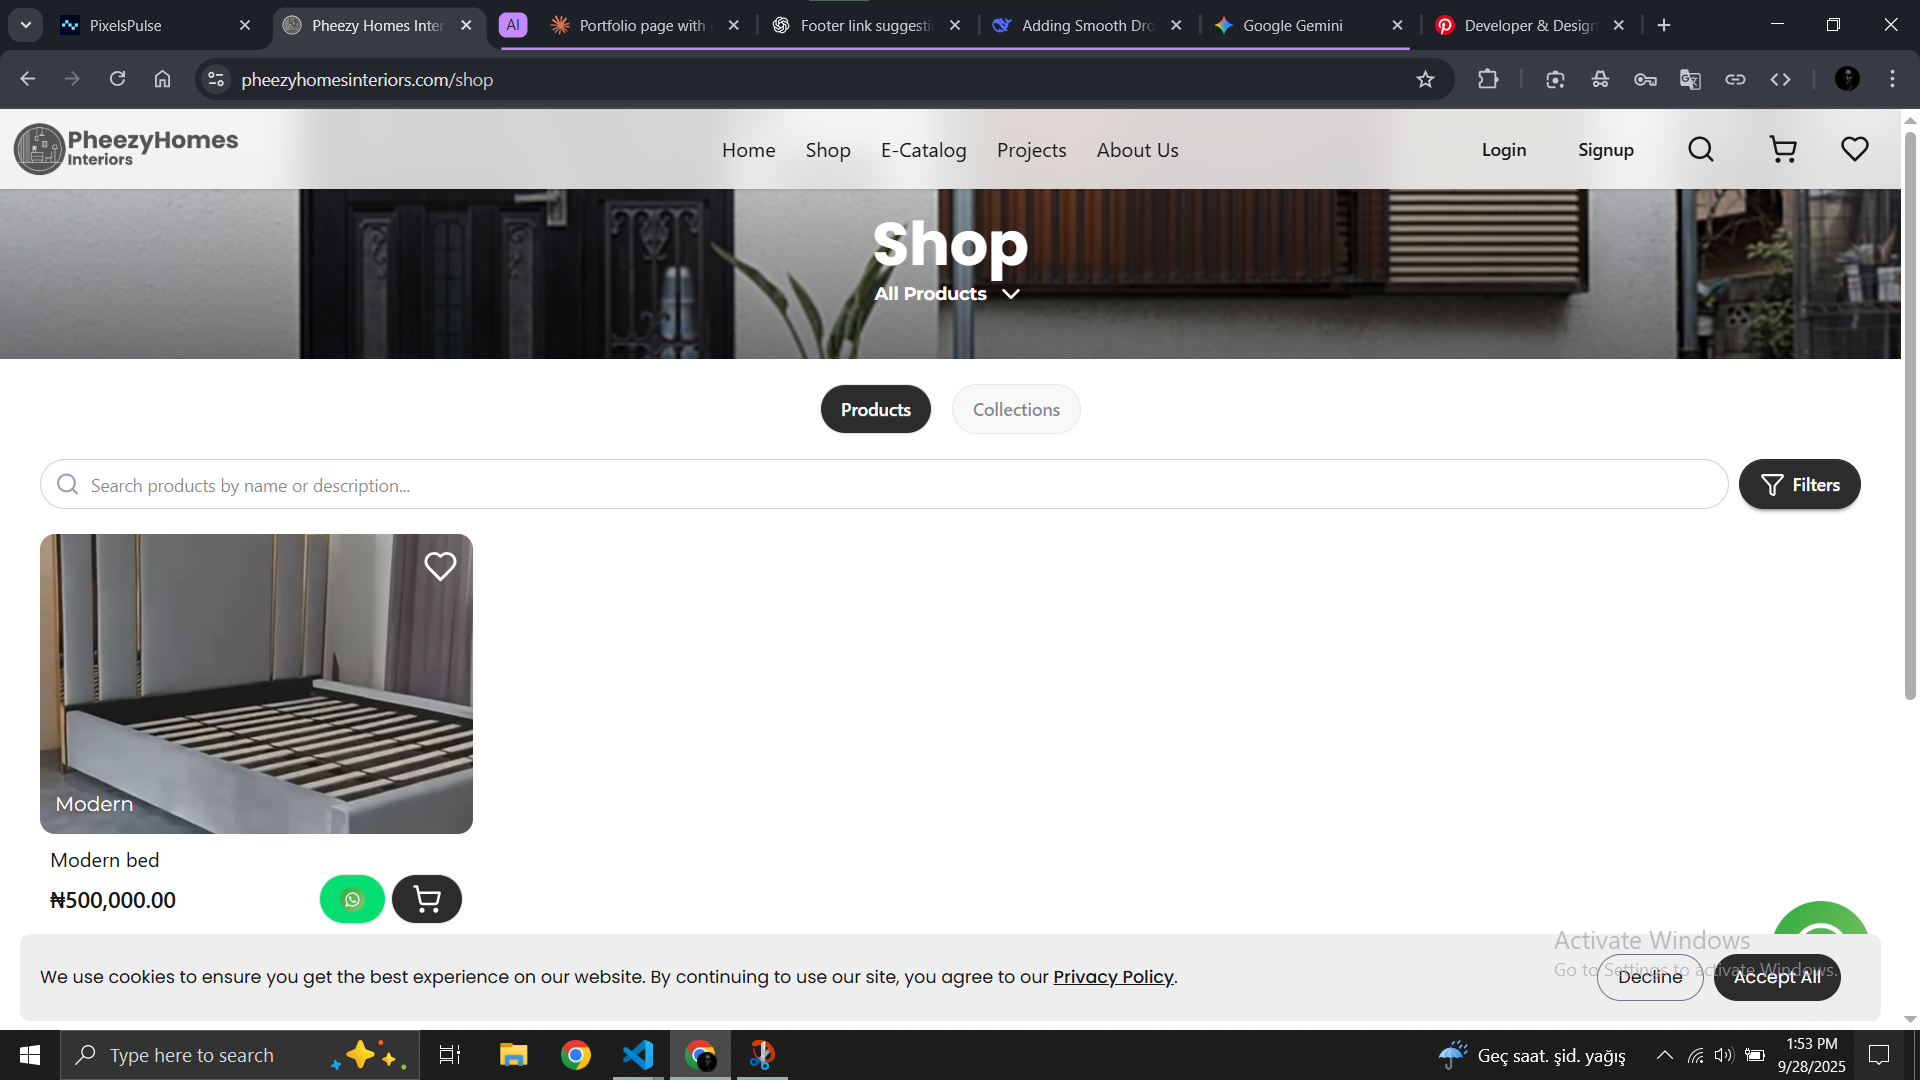 PixelsPulse
Pheezy Homes Inter
AI
Portfolio page with
Footer link suggesti
Adding Smooth Dro
Google Gemini
Developer & Design
pheezyhomesinteriors.com/shop
PheezyHomes
Interiors
Home
Shop
E-Catalog
Projects
About Us
Login
Signup
Shop
All Products
Products
Collections
Search products by name or description...
Filters
Modern
Modern bed
₦500,000.00
We use cookies to ensure you get the best experience on our website. By continuing to use our site, you agree to our Privacy Policy.
Decline
Accept All
Activate Windows
Go to Settings to activate Windows.
Type here to search
Geç saat. şid. yağış
1:53 PM
9/28/2025